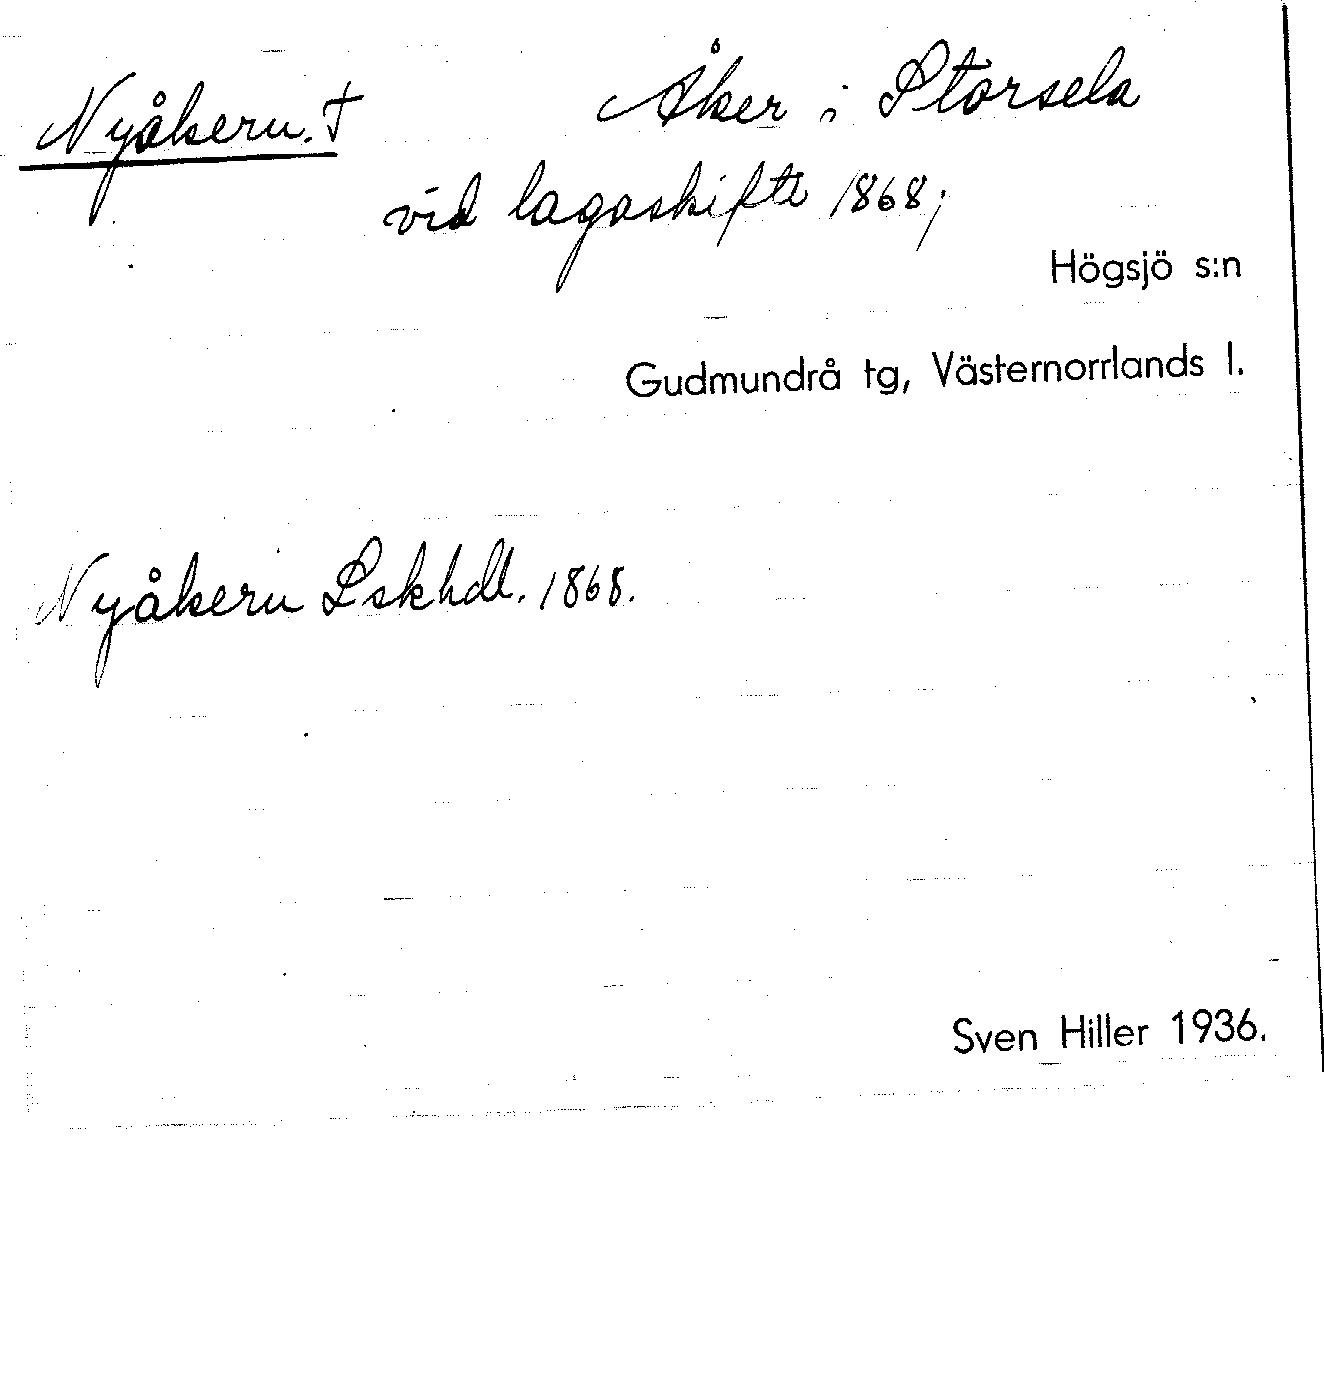 Nyåkern. † Åker i Storsela
vid lagaskifte 1868;
Högsjö s:n
Gudmundrå tg, Västernorrlands l.
Nyåkern Lskhdl. 1868.
Sven Hiller 1936.